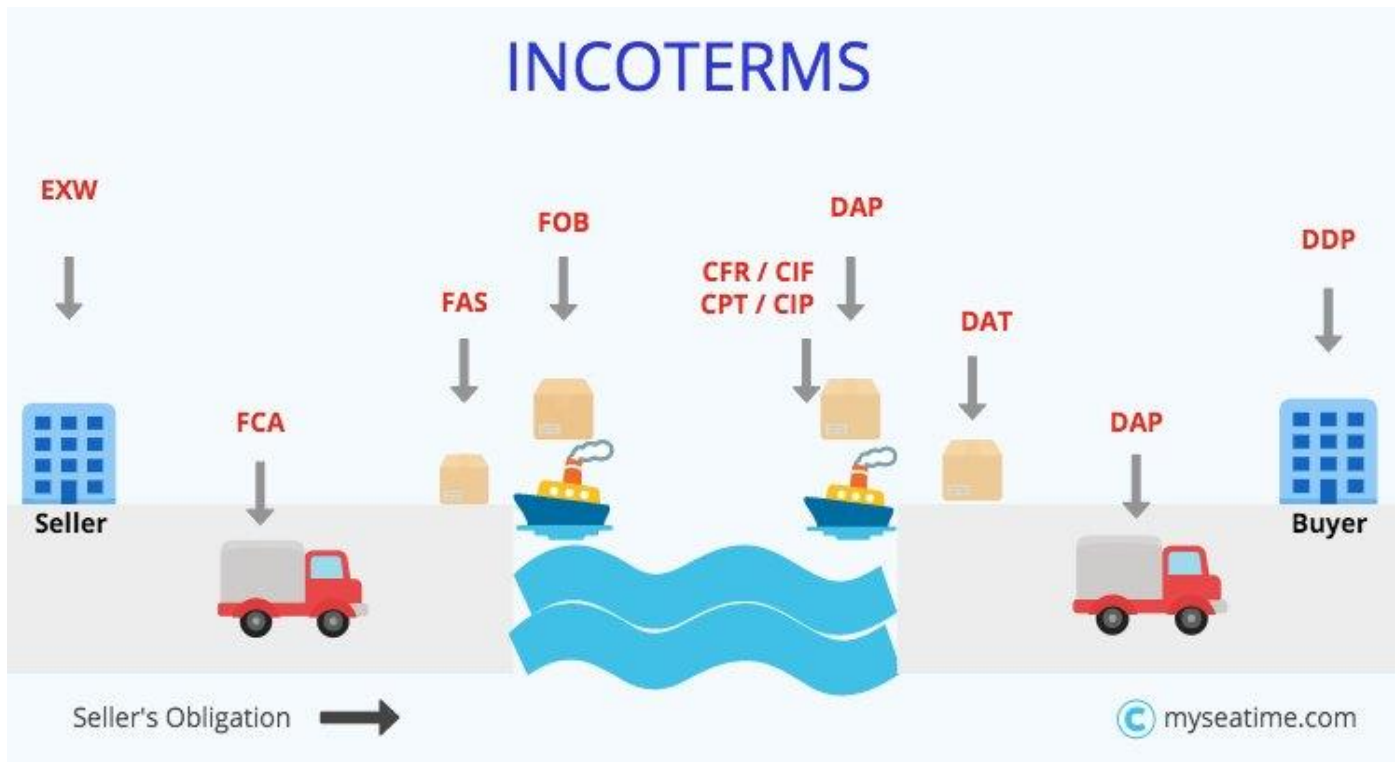 INCOTERMS
EXW
FOB
DAP
DDP
FAS
CFR / CIF
CPT / CIP
DAT
FCA
DAP
Seller
Buyer
Seller's Obligation
C myseatime.com